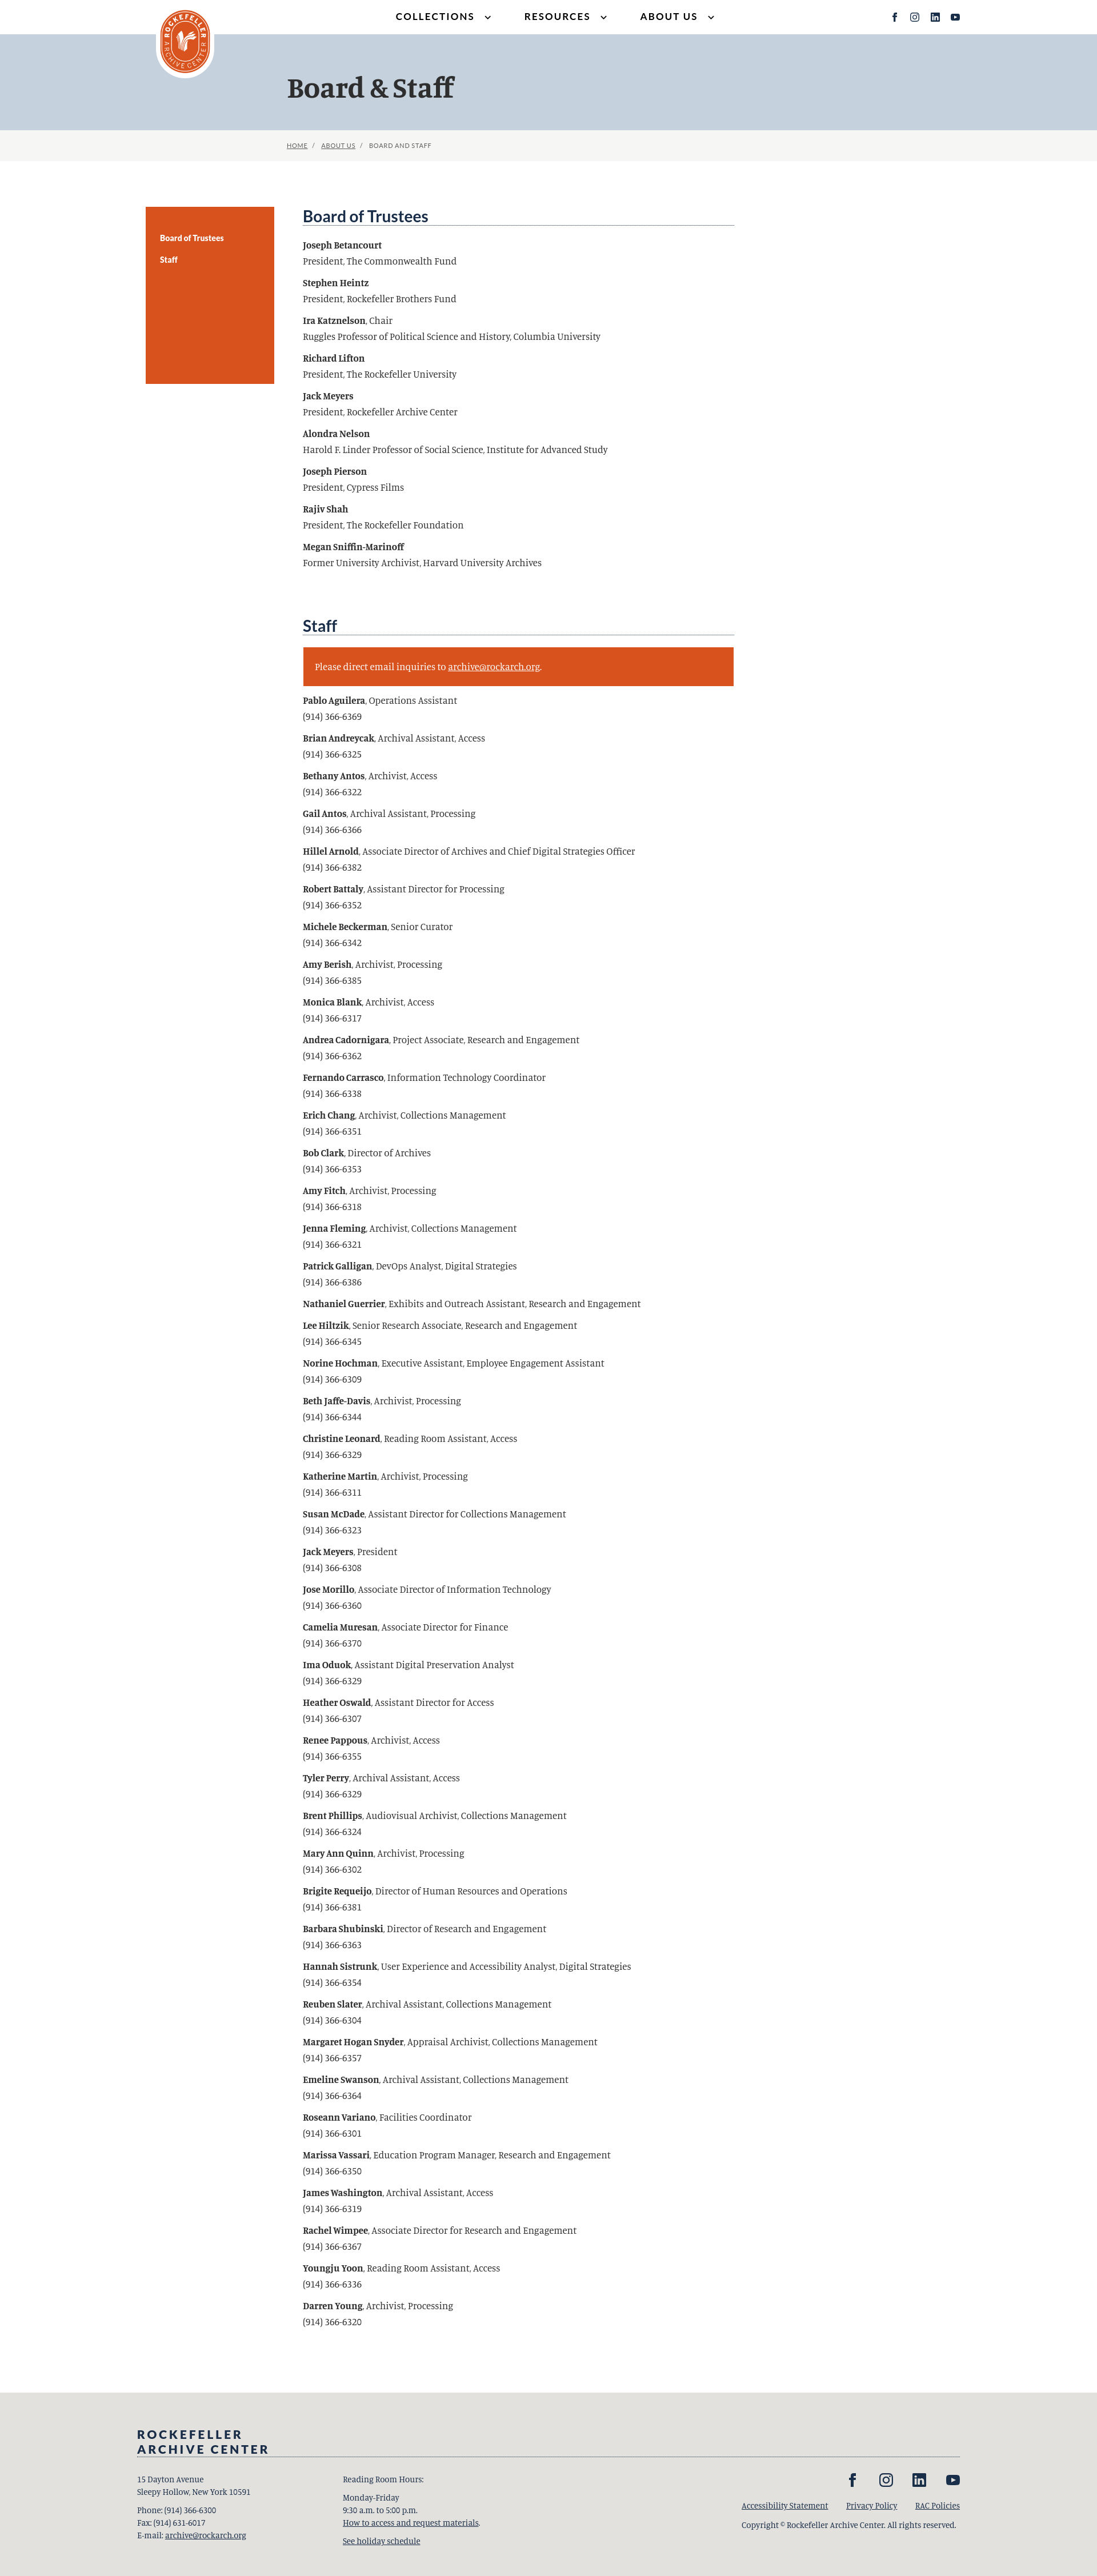 COLLECTIONS
RESOURCES
ABOUT US
ROCKEFELLER
ARCHIVE CENTER
Board & Staff
HOME / ABOUT US / BOARD AND STAFF
Board of Trustees
Staff
Board of Trustees
Joseph Betancourt
President, The Commonwealth Fund
Stephen Heintz
President, Rockefeller Brothers Fund
Ira Katznelson, Chair
Ruggles Professor of Political Science and History, Columbia University
Richard Lifton
President, The Rockefeller University
Jack Meyers
President, Rockefeller Archive Center
Alondra Nelson
Harold F. Linder Professor of Social Science, Institute for Advanced Study
Joseph Pierson
President, Cypress Films
Rajiv Shah
President, The Rockefeller Foundation
Megan Sniffin-Marinoff
Former University Archivist, Harvard University Archives
Staff
Please direct email inquiries to archive@rockarch.org.
Pablo Aguilera, Operations Assistant
(914) 366-6369
Brian Andreycak, Archival Assistant, Access
(914) 366-6325
Bethany Antos, Archivist, Access
(914) 366-6322
Gail Antos, Archival Assistant, Processing
(914) 366-6366
Hillel Arnold, Associate Director of Archives and Chief Digital Strategies Officer
(914) 366-6382
Robert Battaly, Assistant Director for Processing
(914) 366-6352
Michele Beckerman, Senior Curator
(914) 366-6342
Amy Berish, Archivist, Processing
(914) 366-6385
Monica Blank, Archivist, Access
(914) 366-6317
Andrea Cadornigara, Project Associate, Research and Engagement
(914) 366-6362
Fernando Carrasco, Information Technology Coordinator
(914) 366-6338
Erich Chang, Archivist, Collections Management
(914) 366-6351
Bob Clark, Director of Archives
(914) 366-6353
Amy Fitch, Archivist, Processing
(914) 366-6318
Jenna Fleming, Archivist, Collections Management
(914) 366-6321
Patrick Galligan, DevOps Analyst, Digital Strategies
(914) 366-6386
Nathaniel Guerrier, Exhibits and Outreach Assistant, Research and Engagement
Lee Hiltzik, Senior Research Associate, Research and Engagement
(914) 366-6345
Norine Hochman, Executive Assistant, Employee Engagement Assistant
(914) 366-6309
Beth Jaffe-Davis, Archivist, Processing
(914) 366-6344
Christine Leonard, Reading Room Assistant, Access
(914) 366-6329
Katherine Martin, Archivist, Processing
(914) 366-6311
Susan McDade, Assistant Director for Collections Management
(914) 366-6323
Jack Meyers, President
(914) 366-6308
Jose Morillo, Associate Director of Information Technology
(914) 366-6360
Camelia Muresan, Associate Director for Finance
(914) 366-6370
Ima Oduok, Assistant Digital Preservation Analyst
(914) 366-6329
Heather Oswald, Assistant Director for Access
(914) 366-6307
Renee Pappous, Archivist, Access
(914) 366-6355
Tyler Perry, Archival Assistant, Access
(914) 366-6329
Brent Phillips, Audiovisual Archivist, Collections Management
(914) 366-6324
Mary Ann Quinn, Archivist, Processing
(914) 366-6302
Brigite Requeijo, Director of Human Resources and Operations
(914) 366-6381
Barbara Shubinski, Director of Research and Engagement
(914) 366-6363
Hannah Sistrunk, User Experience and Accessibility Analyst, Digital Strategies
(914) 366-6354
Reuben Slater, Archival Assistant, Collections Management
(914) 366-6304
Margaret Hogan Snyder, Appraisal Archivist, Collections Management
(914) 366-6357
Emeline Swanson, Archival Assistant, Collections Management
(914) 366-6364
Roseann Variano, Facilities Coordinator
(914) 366-6301
Marissa Vassari, Education Program Manager, Research and Engagement
(914) 366-6350
James Washington, Archival Assistant, Access
(914) 366-6319
Rachel Wimpee, Associate Director for Research and Engagement
(914) 366-6367
Youngju Yoon, Reading Room Assistant, Access
(914) 366-6336
Darren Young, Archivist, Processing
(914) 366-6320
ROCKEFELLER
ARCHIVE CENTER
15 Dayton Avenue
Sleepy Hollow, New York 10591
Phone: (914) 366-6300
Fax: (914) 631-6017
E-mail: archive@rockarch.org
Reading Room Hours:
Monday-Friday
9:30 a.m. to 5:00 p.m.
How to access and request materials.
See holiday schedule
Accessibility Statement
Privacy Policy
RAC Policies
Copyright © Rockefeller Archive Center. All rights reserved.